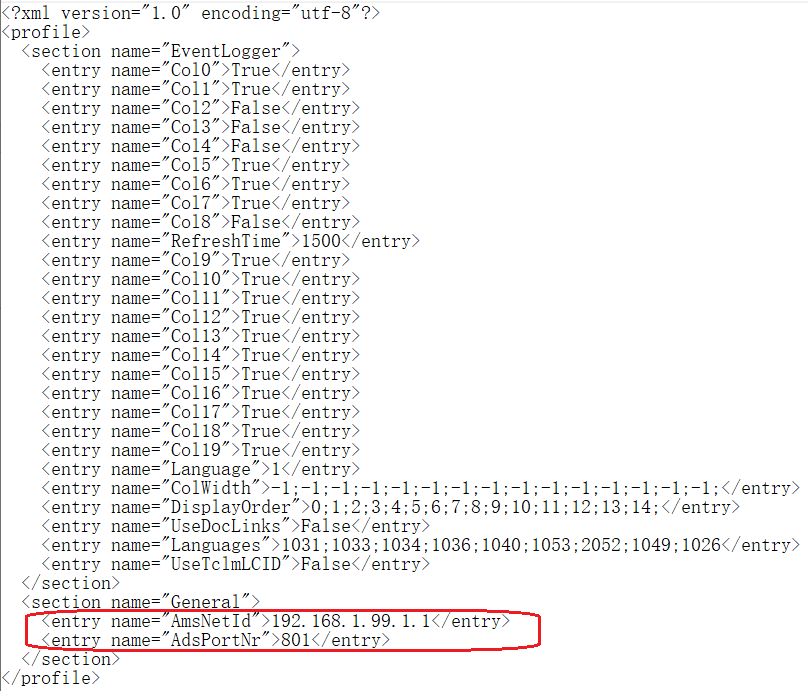 <?xml version="1.0" encoding="utf-8"?>
<profile>
  <section name="EventLogger">
    <entry name="Col0">True</entry>
    <entry name="Col1">True</entry>
    <entry name="Col2">False</entry>
    <entry name="Col3">False</entry>
    <entry name="Col4">False</entry>
    <entry name="Col5">True</entry>
    <entry name="Col6">True</entry>
    <entry name="Col7">True</entry>
    <entry name="Col8">False</entry>
    <entry name="RefreshTime">1500</entry>
    <entry name="Col9">True</entry>
    <entry name="Col10">True</entry>
    <entry name="Col11">True</entry>
    <entry name="Col12">True</entry>
    <entry name="Col13">True</entry>
    <entry name="Col14">True</entry>
    <entry name="Col15">True</entry>
    <entry name="Col16">True</entry>
    <entry name="Col17">True</entry>
    <entry name="Col18">True</entry>
    <entry name="Col19">True</entry>
    <entry name="Language">1</entry>
    <entry name="ColWidth">-1;-1;-1;-1;-1;-1;-1;-1;-1;-1;-1;-1;-1;-1;-1;</entry>
    <entry name="DisplayOrder">0;1;2;3;4;5;6;7;8;9;10;11;12;13;14;</entry>
    <entry name="UseDocLinks">False</entry>
    <entry name="Languages">1031;1033;1034;1036;1040;1053;2052;1049;1026</entry>
    <entry name="UseTclmLCID">False</entry>
  </section>
  <section name="General">
    <entry name="AmsNetId">192.168.1.99.1.1</entry>
    <entry name="AdsPortNr">801</entry>
  </section>
</profile>